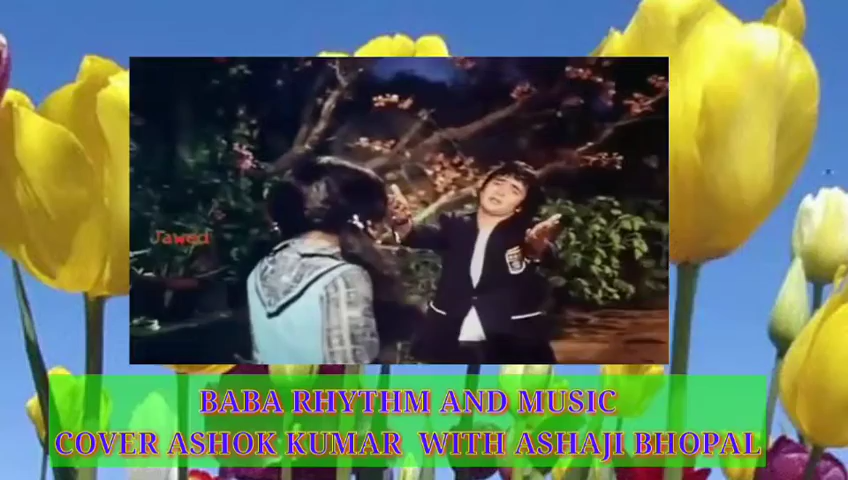 Jawed
BABA RHYTHM AND MUSIC
COVER ASHOK KUMAR WITH ASHAJI BHOPAL